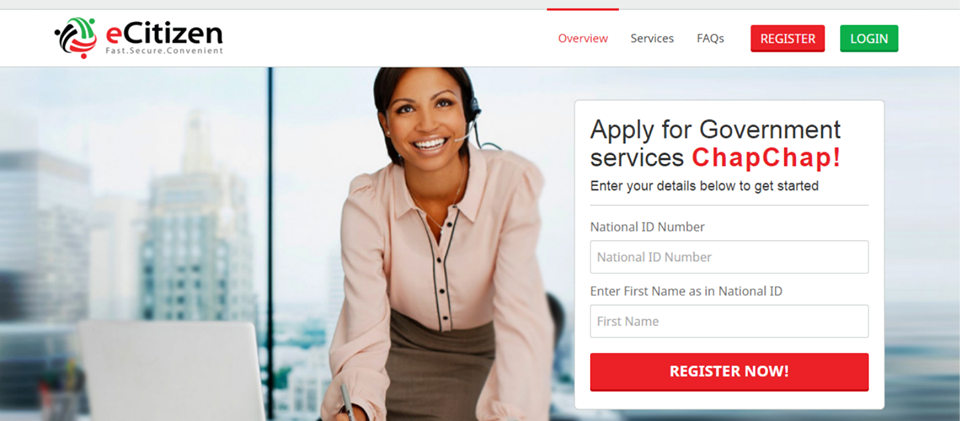 eCitizen
Fast.Secure.Convenient
Overview
Services
FAQs
REGISTER
LOGIN
Apply for Government
services ChapChap!
Enter your details below to get started
National ID Number
National ID Number
Enter First Name as in National ID
First Name
REGISTER NOW!